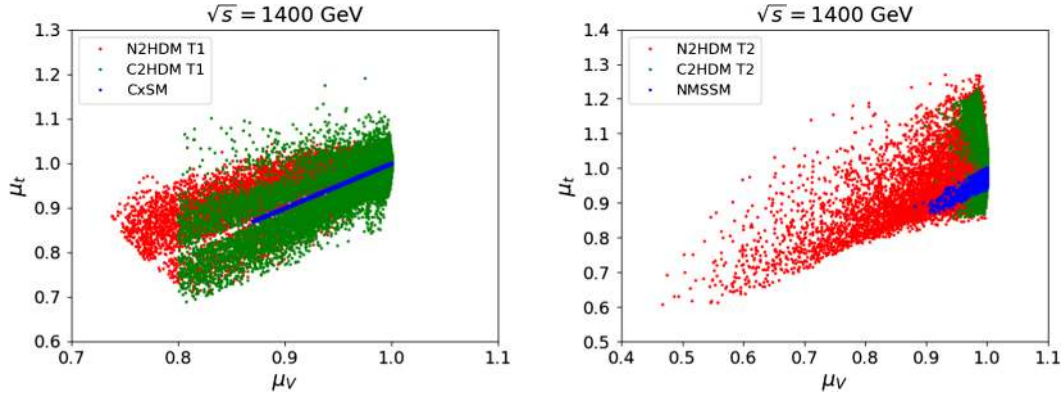 √s = 1400 GeV
N2HDM T1
C2HDM T1
CxSM
1.3
1.2
1.1
1.0
0.9
0.8
0.7
0.6
μt
0.7
0.8
0.9
1.0
1.1
μV
√s = 1400 GeV
N2HDM T2
C2HDM T2
NMSSM
1.4
1.3
1.2
1.1
1.0
0.9
0.8
0.7
0.6
0.5
μt
0.4
0.5
0.6
0.7
0.8
0.9
1.0
1.1
μV